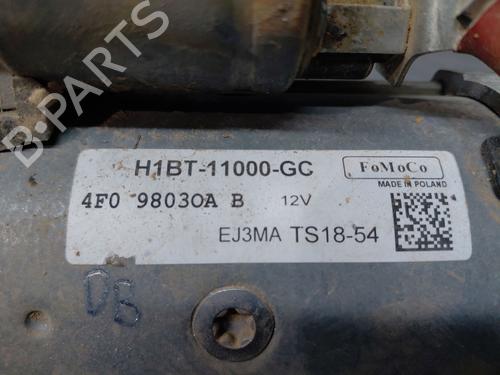 B-PARTS
H1BT-11000-GC
FoMoCo
MADE IN POLAND
4F0 98030A B 12V
EJ3MA TS18-54
DB